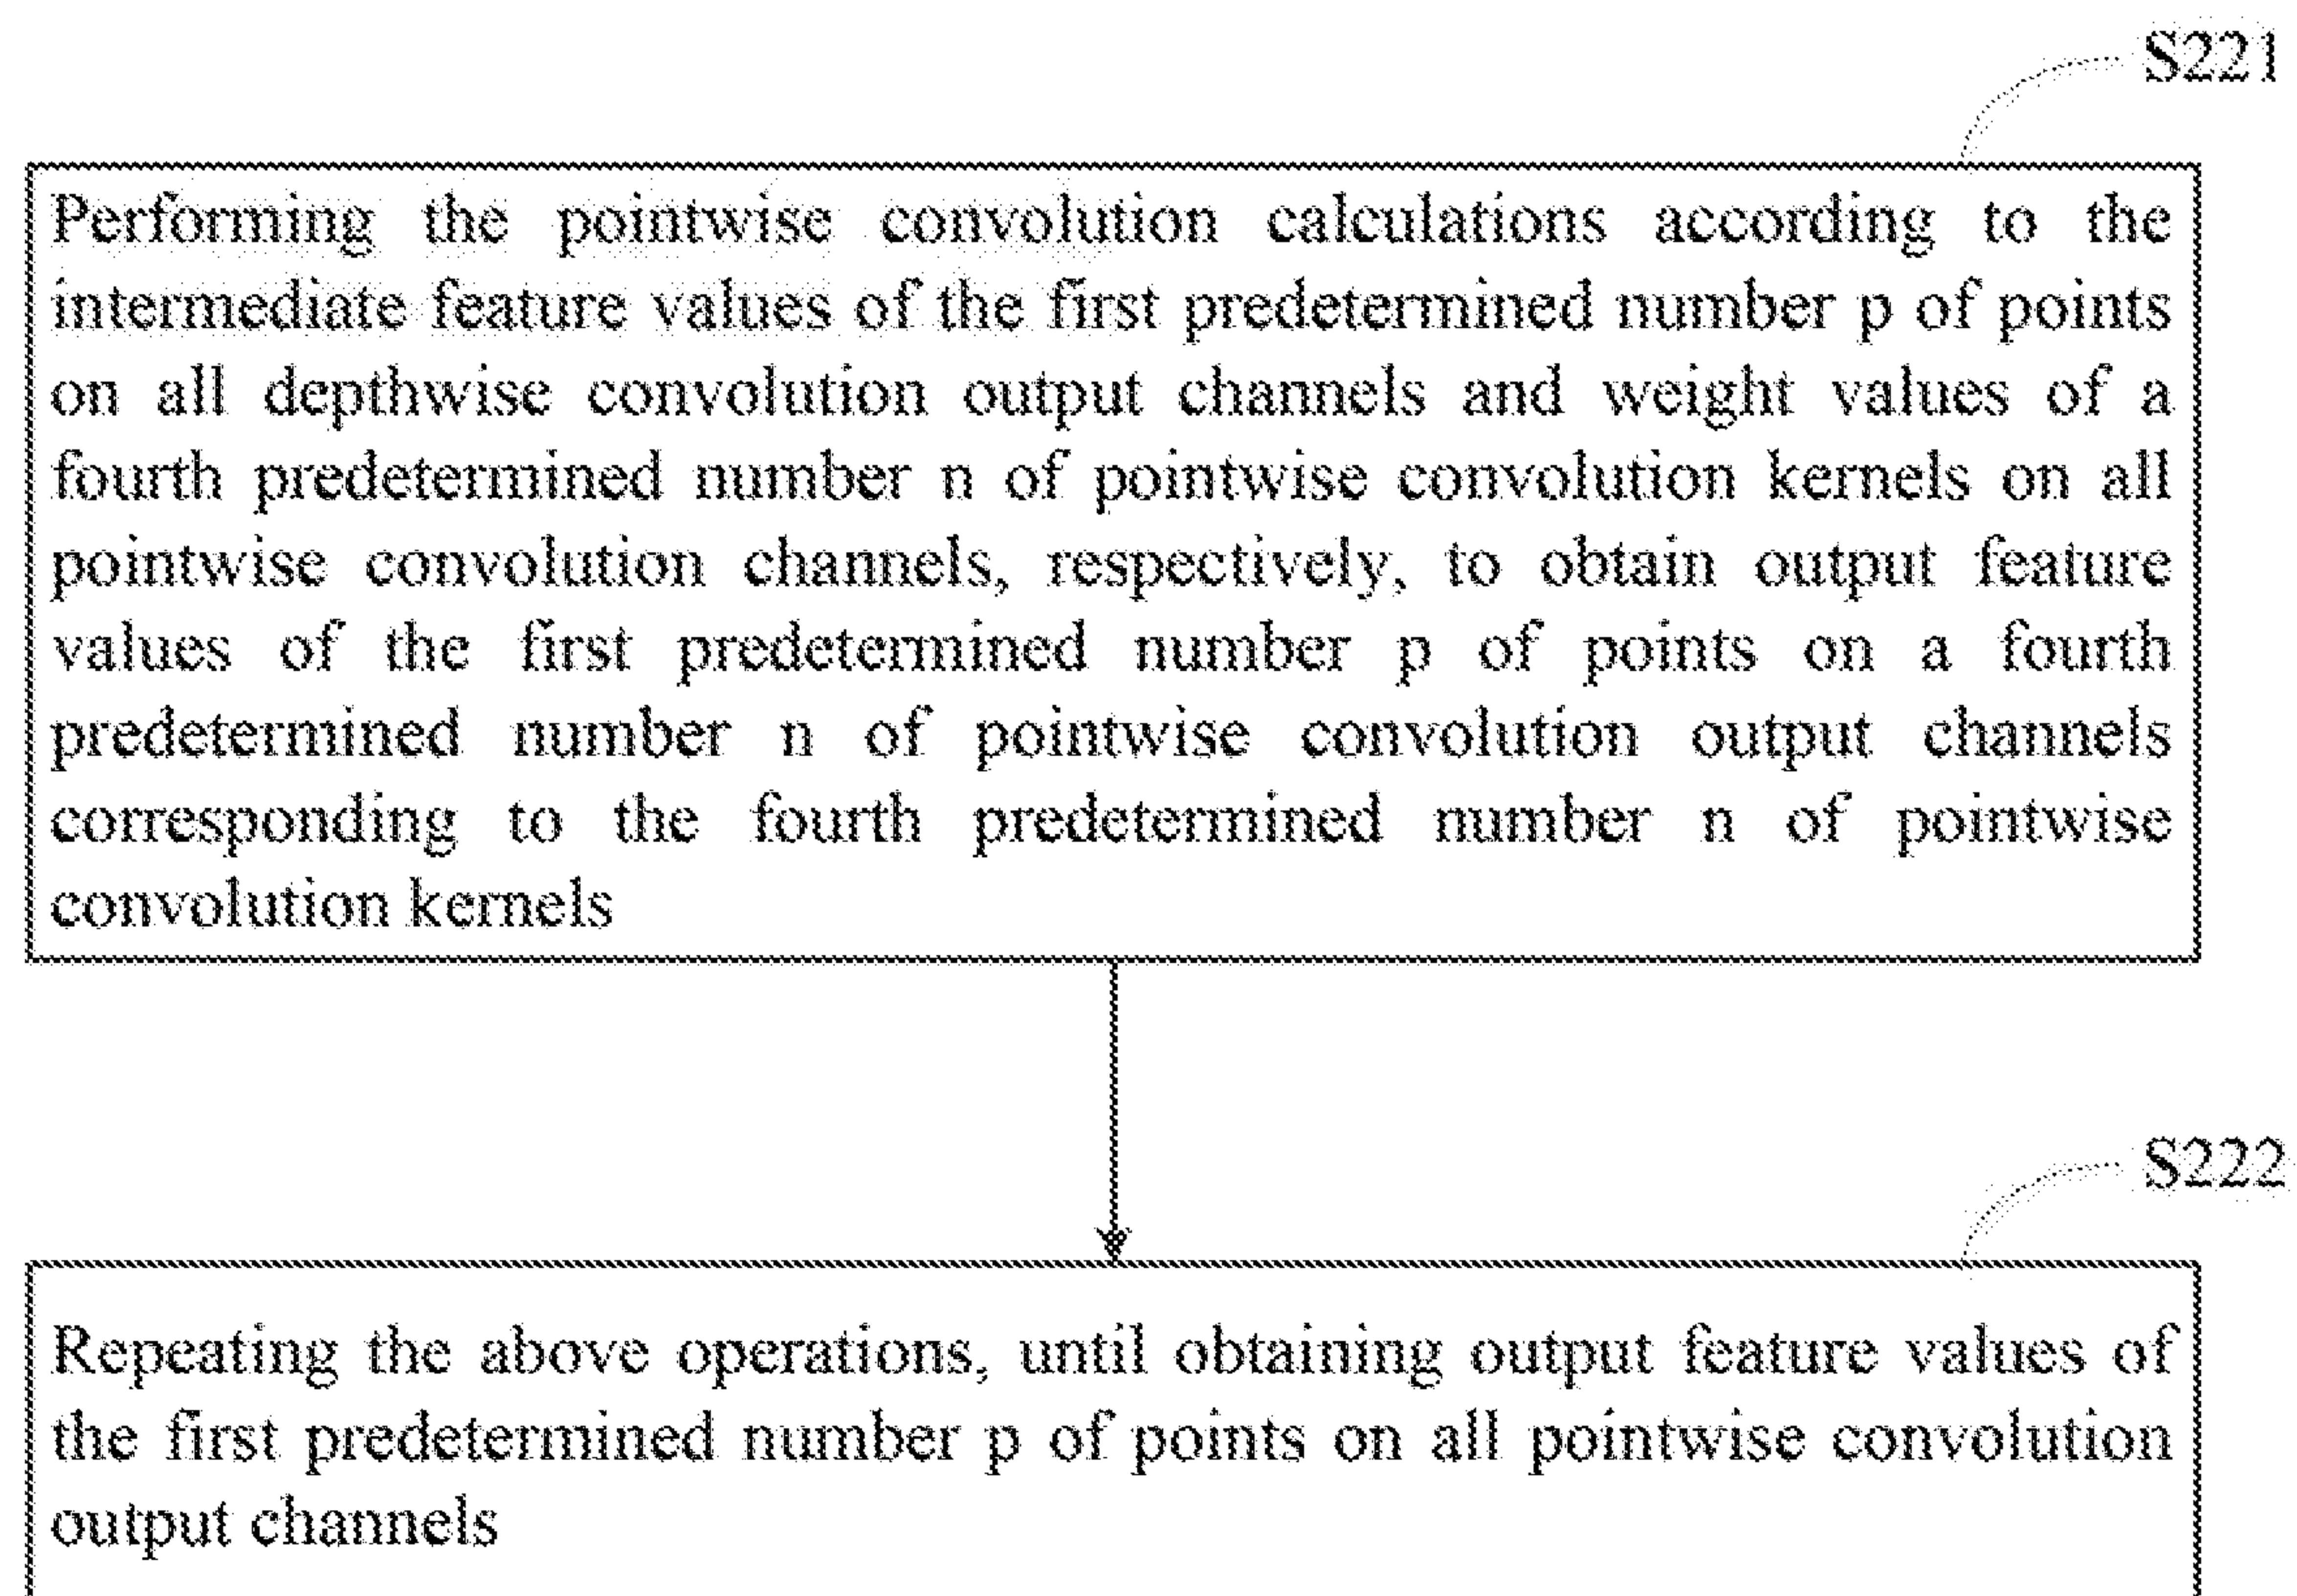 S221
Performing the pointwise convolution calculations according to the
intermediate feature values of the first predetermined number p of points
on all depthwise convolution output channels and weight values of a
fourth predetermined number n of pointwise convolution kernels on all
pointwise convolution channels, respectively, to obtain output feature
values of the first predetermined number p of points on a fourth
predetermined number n of pointwise convolution output channels
corresponding to the fourth predetermined number n of pointwise
convolution kernels
S222
Repeating the above operations, until obtaining output feature values of
the first predetermined number p of points on all pointwise convolution
output channels